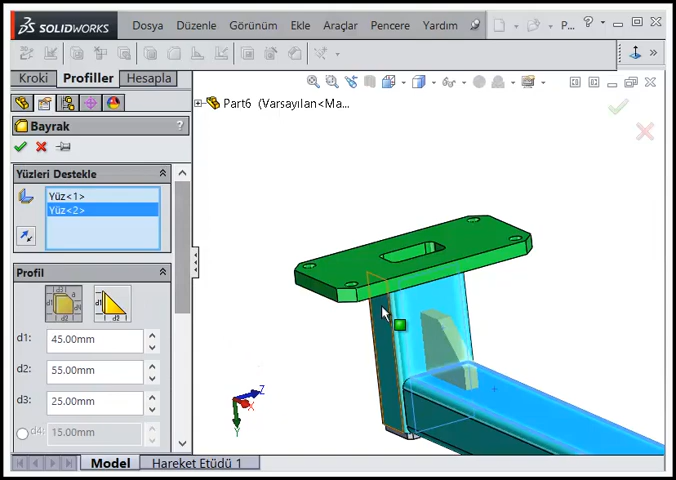 SOLIDWORKS Dosya Düzenle Görünüm Ekle Araçlar Pencere Yardım P... ?
Kroki Profiller Hesapla
Part6 (Varsayılan<Ma...
Bayrak ?
Yüzleri Destekle
Yüz<1>
Yüz<2>
Profil
d1: 45.00mm
d2: 55.00mm
d3: 25.00mm
d4: 15.00mm
Z
X
Y
Model Hareket Etüdü 1